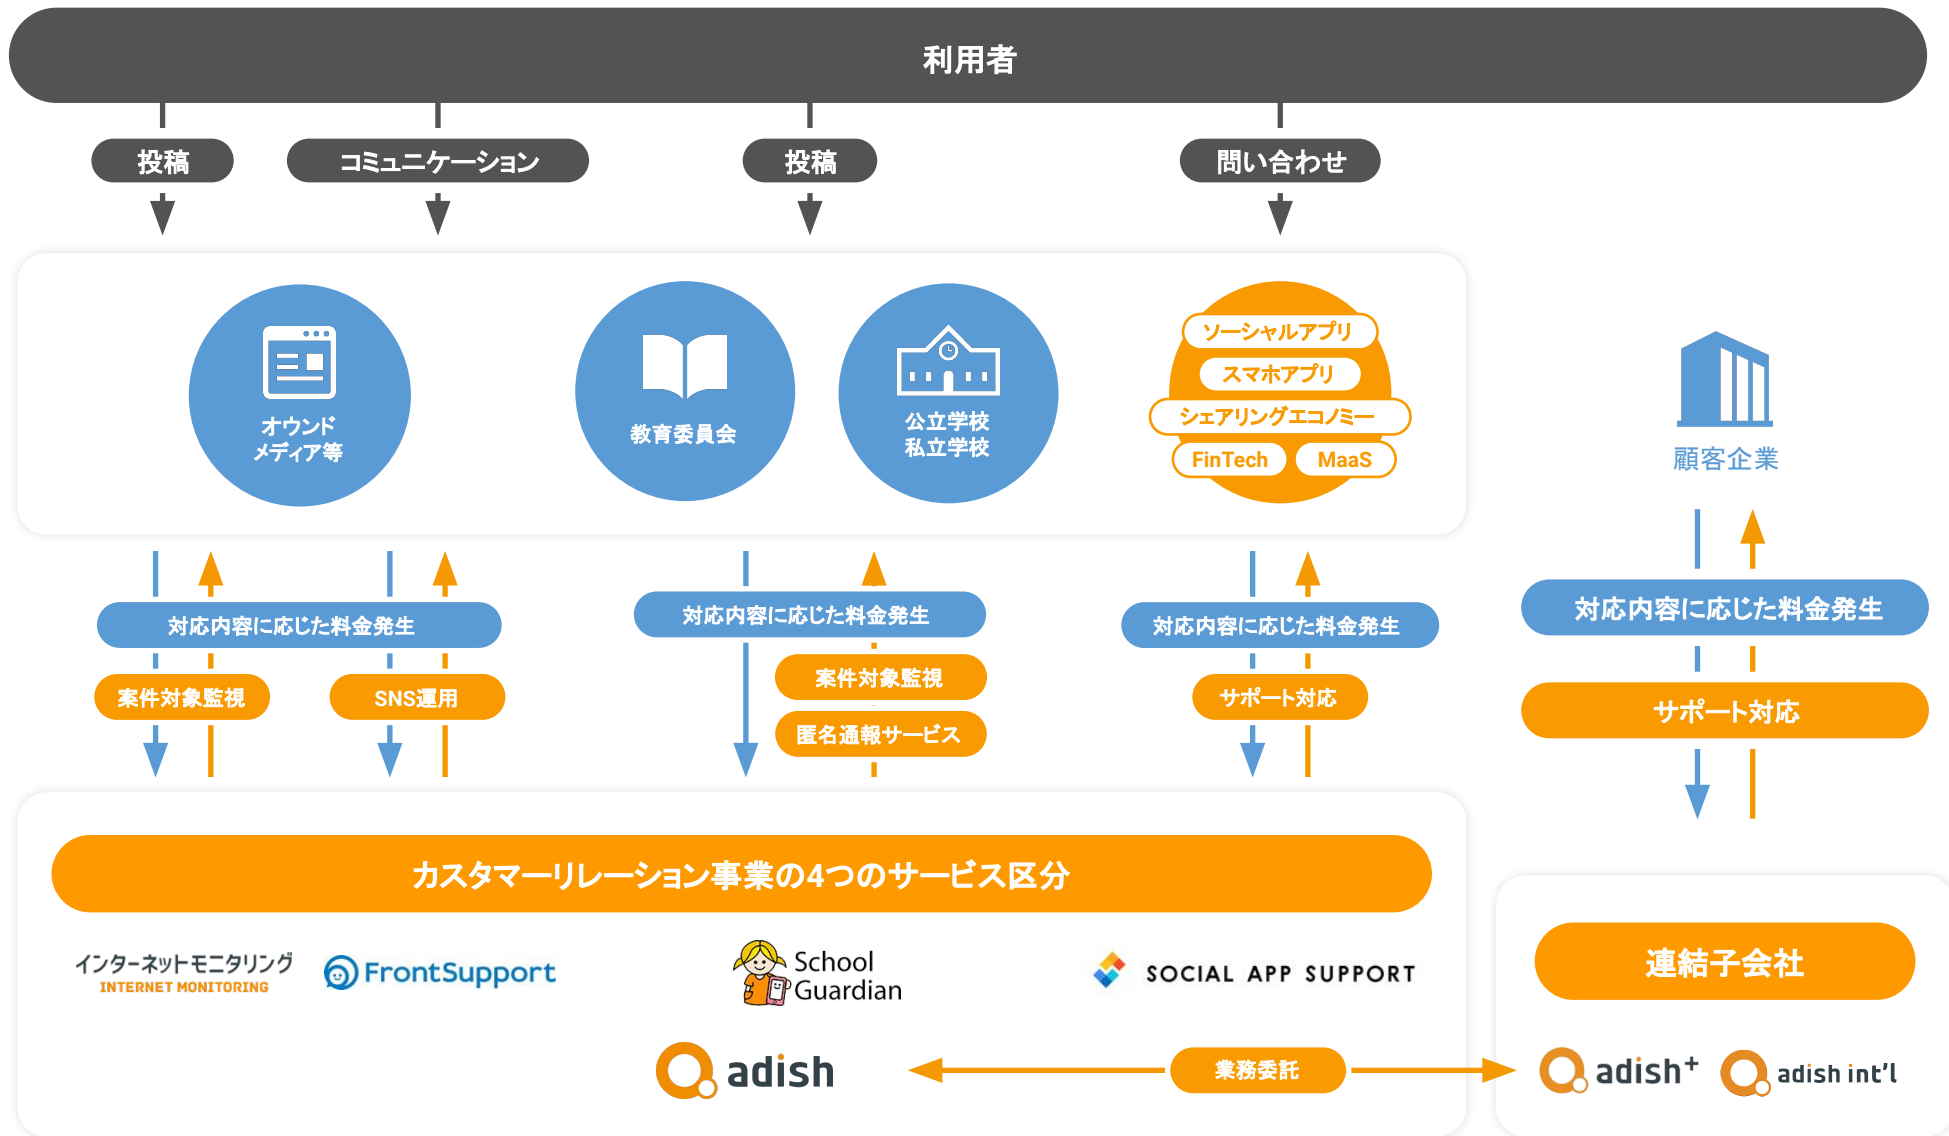 利用者
投稿
コミュニケーション
投稿
問い合わせ
オウンド
メディア等
教育委員会
公立学校
私立学校
ソーシャルアプリ
スマホアプリ
シェアリングエコノミー
FinTech
MaaS
顧客企業
対応内容に応じた料金発生
案件対象監視
SNS運用
対応内容に応じた料金発生
案件対象監視
匿名通報サービス
対応内容に応じた料金発生
サポート対応
対応内容に応じた料金発生
サポート対応
カスタマーリレーション事業の4つのサービス区分
インターネットモニタリング
INTERNET MONITORING
FrontSupport
School
Guardian
SOCIAL APP SUPPORT
連結子会社
adish
業務委託
adish+
adish int'l